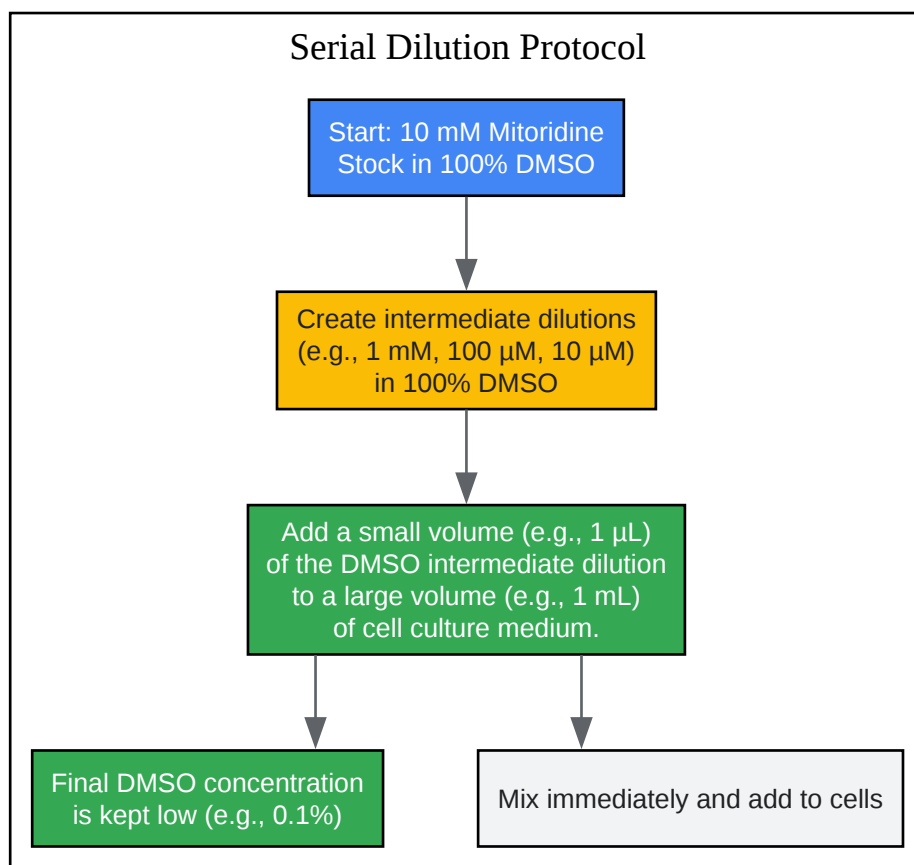 Serial Dilution Protocol
Start: 10 mM Mitoridine
Stock in 100% DMSO
Create intermediate dilutions
(e.g., 1 mM, 100 µM, 10 µM)
in 100% DMSO
Add a small volume (e.g., 1 µL)
of the DMSO intermediate dilution
to a large volume (e.g., 1 mL)
of cell culture medium.
Final DMSO concentration
is kept low (e.g., 0.1%)
Mix immediately and add to cells